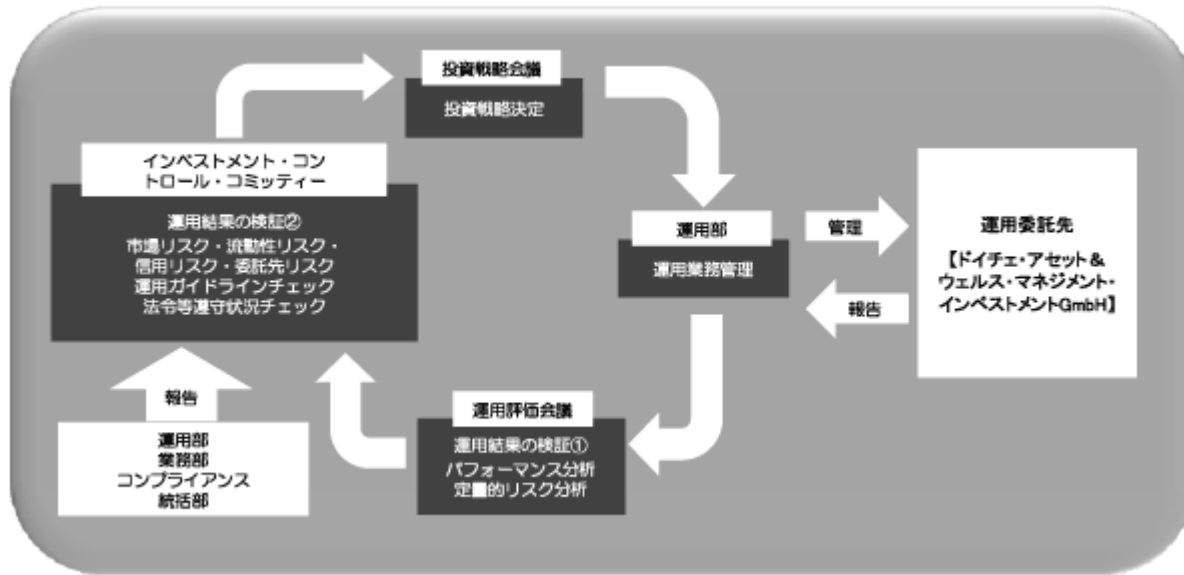 投資戦略会議
投資戦略決定
インベストメント・コン
トロール・コミッティー
運用結果の検証②
市場リスク・流動性リスク・
信用リスク・委託先リスク
運用ガイドラインチェック
法令等遵守状況チェック
運用部
運用業務管理
管理
報告
運用委託先
【ドイチェ・アセット&
ウェルス・マネジメント・
インベストメントGmbH】
報告
運用部
業務部
コンプライアンス
統括部
運用評価会議
運用結果の検証①
パフォーマンス分析
定■的リスク分析